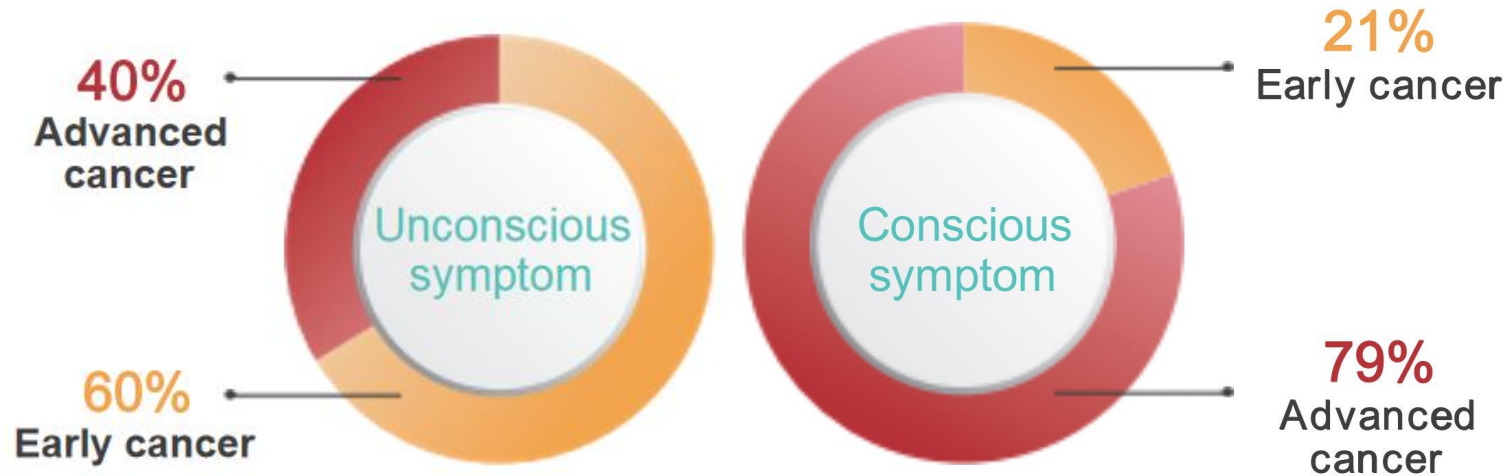 40%
Advanced
cancer
60%
Early cancer
Unconscious
symptom
Conscious
symptom
21%
Early cancer
79%
Advanced
cancer